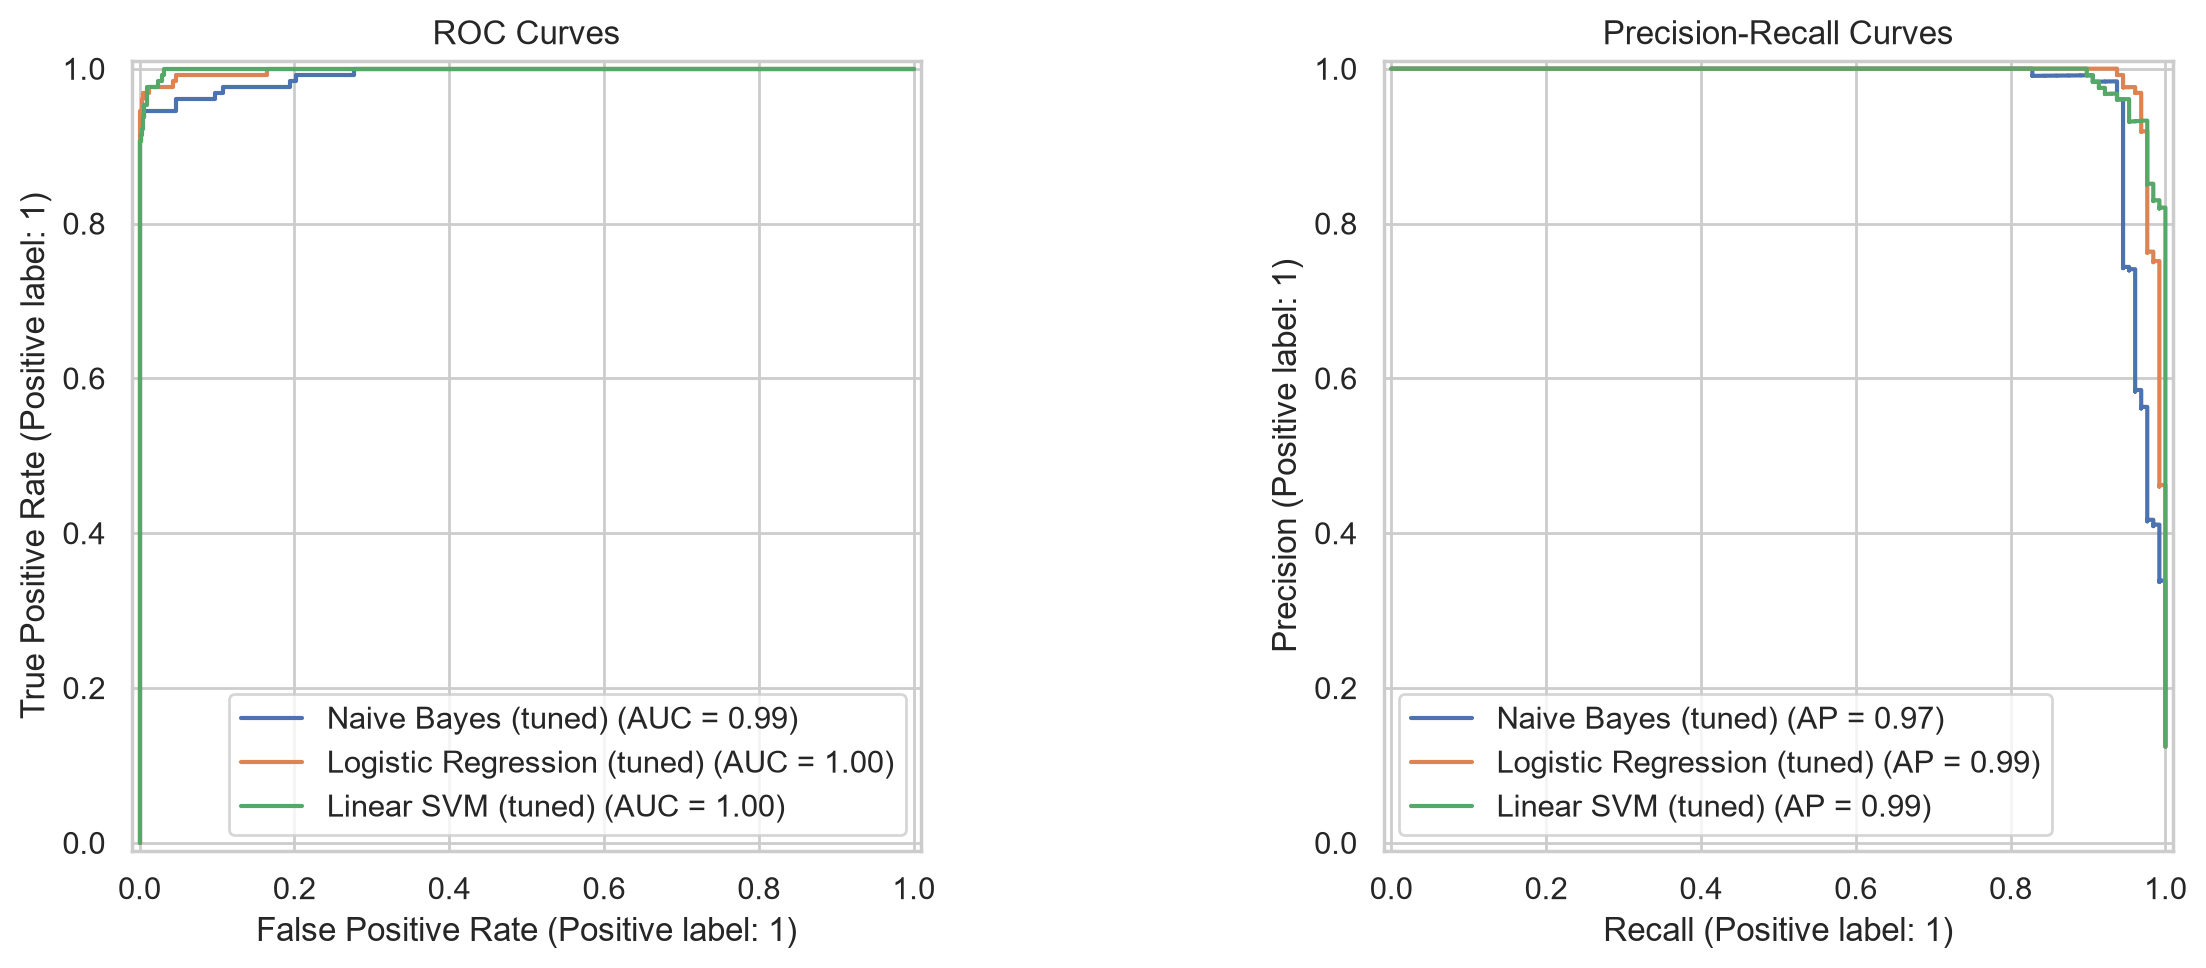 ROC Curves
True Positive Rate (Positive label: 1)
1.0
0.8
0.6
0.4
0.2
0.0
Naive Bayes (tuned) (AUC = 0.99)
Logistic Regression (tuned) (AUC = 1.00)
Linear SVM (tuned) (AUC = 1.00)
0.0 0.2 0.4 0.6 0.8 1.0
False Positive Rate (Positive label: 1)
Precision-Recall Curves
Precision (Positive label: 1)
1.0
0.8
0.6
0.4
0.2
0.0
Naive Bayes (tuned) (AP = 0.97)
Logistic Regression (tuned) (AP = 0.99)
Linear SVM (tuned) (AP = 0.99)
0.0 0.2 0.4 0.6 0.8 1.0
Recall (Positive label: 1)